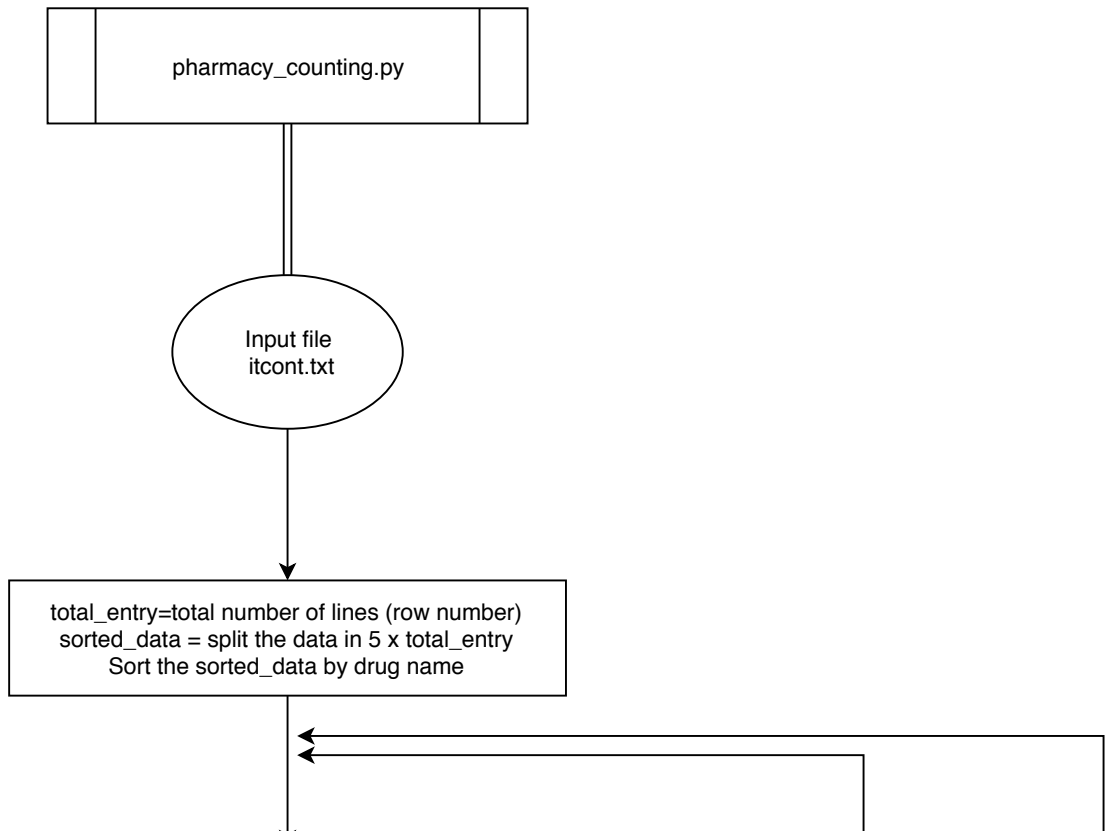 pharmacy_counting.py
Input file
itcont.txt
total_entry=total number of lines (row number)
sorted_data = split the data in 5 x total_entry
Sort the sorted_data by drug name